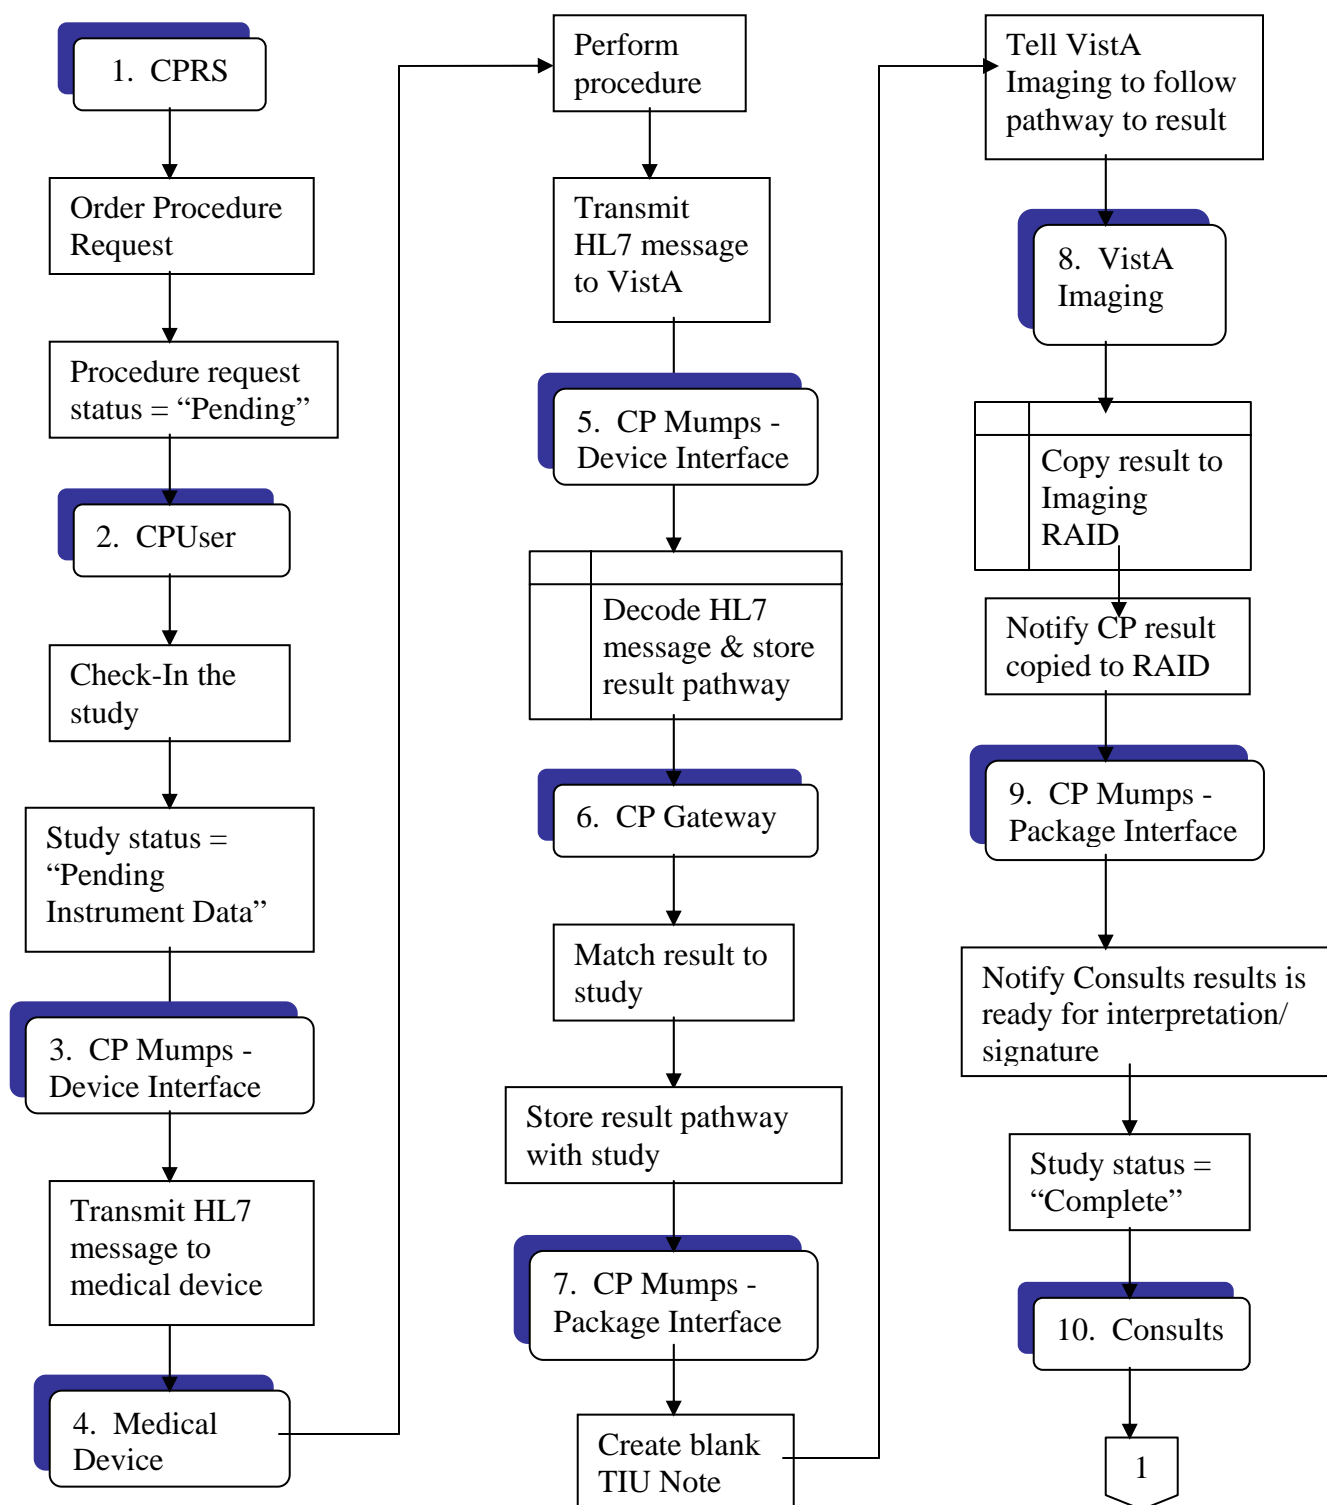 1. CPRS
Order Procedure
Request
Procedure request
status = “Pending”
2. CPUser
Check-In the
study
Study status =
“Pending
Instrument Data”
3. CP Mumps -
Device Interface
Transmit HL7
message to
medical device
4. Medical
Device
Perform
procedure
Transmit
HL7 message
to VistA
5. CP Mumps -
Device Interface
Decode HL7
message & store
result pathway
6. CP Gateway
Match result to
study
Store result pathway
with study
7. CP Mumps -
Package Interface
Create blank
TIU Note
Tell VistA
Imaging to follow
pathway to result
8. VistA
Imaging
Copy result to
Imaging
RAID
Notify CP result
copied to RAID
9. CP Mumps -
Package Interface
Notify Consults results is
ready for interpretation/
signature
Study status =
“Complete”
10. Consults
1